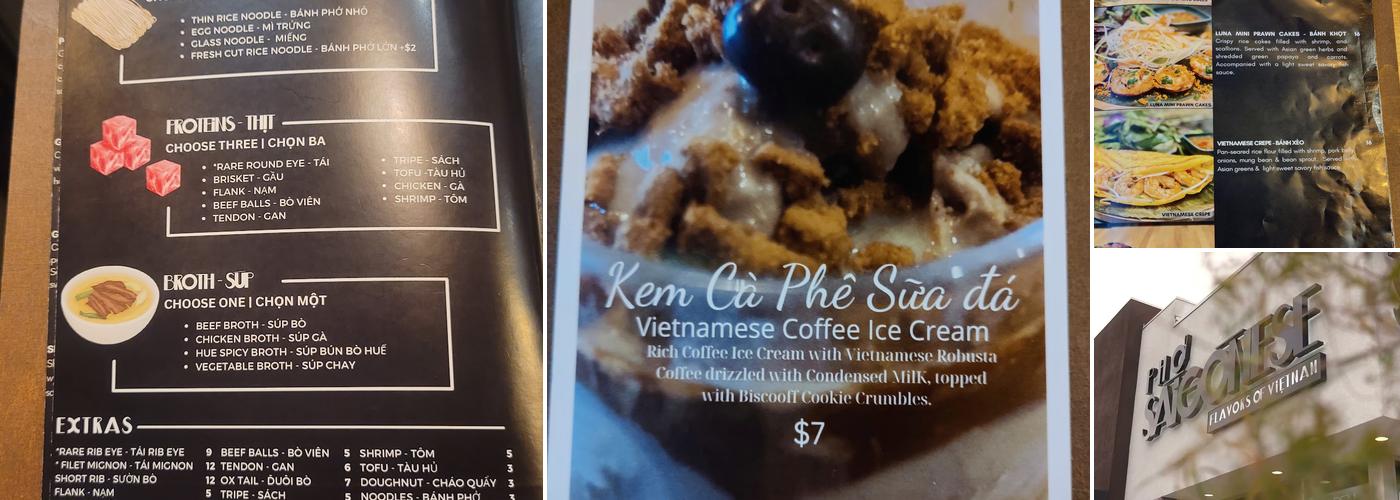 THIN RICE NOODLE - BÁNH PHỞ NHỎ
EGG NOODLE - MÌ TRỨNG
GLASS NOODLE - MIẾNG
FRESH CUT RICE NOODLE - BÁNH PHỞ LỚN +$2
PROTEINS - THỊT
CHOOSE THREE | CHỌN BA
*RARE ROUND EYE - TÁI
BRISKET - GẦU
FLANK - NẠM
BEEF BALLS - BÒ VIÊN
TENDON - GAN
TRIPE - SÁCH
TOFU -TÀU HỦ
CHICKEN - GÀ
SHRIMP - TÔM
BROTH - SÚP
CHOOSE ONE | CHỌN MỘT
BEEF BROTH - SÚP BÒ
CHICKEN BROTH - SÚP GÀ
HUE SPICY BROTH - SÚP BÚN BÒ HUẾ
VEGETABLE BROTH - SÚP CHAY
EXTRAS
*RARE RIB EYE - TÁI RIB EYE 9
* FILET MIGNON - TÁI MIGNON 12
SHORT RIB - SƯỜN BÒ 12
FLANK - NẠM 5
BEEF BALLS - BÒ VIÊN 5
TENDON - GAN 6
OX TAIL - ĐUÔI BÒ 7
TRIPE - SÁCH 5
SHRIMP - TÔM 5
TOFU - TÀU HỦ 3
DOUGHNUT - CHÁO QUẨY 3
NOODLES - BÁNH PHỞ 3
Kem Cà Phê Sữa đá
Vietnamese Coffee Ice Cream
Rich Coffee Ice Cream with Vietnamese Robusta
Coffee drizzled with Condensed Milk, topped
with Biscooff Cookie Crumbles.
$7
LUNA MINI PRAWN CAKES - BÁNH KHỌT 16
Crispy rice cakes filled with shrimp, and
scallions. Served with Asian green herbs and
shredded green papaya and carrots.
Accompanied with a light sweet savory fish
sauce.
LUNA MINI PRAWN CAKES
VIETNAMESE CREPE - BÁNH XÈO 16
Pan-seared rice flour filled with shrimp, pork belly,
onions, mung bean & bean sprout. Served with
Asian greens & light sweet savory fish sauce
VIETNAMESE CREPE
PHỞ
SAIGONESE
FLAVORS OF VIETNAM